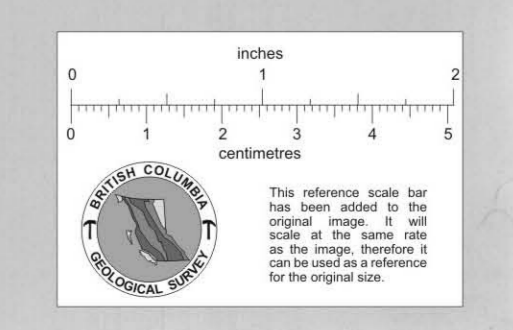 inches
0 1 2
0 1 2 3 4 5
centimetres
BRITISH COLUMBIA
GEOLOGICAL SURVEY
This reference scale bar
has been added to the
original image. It will
scale at the same rate
as the image, therefore it
can be used as a reference
for the original size.